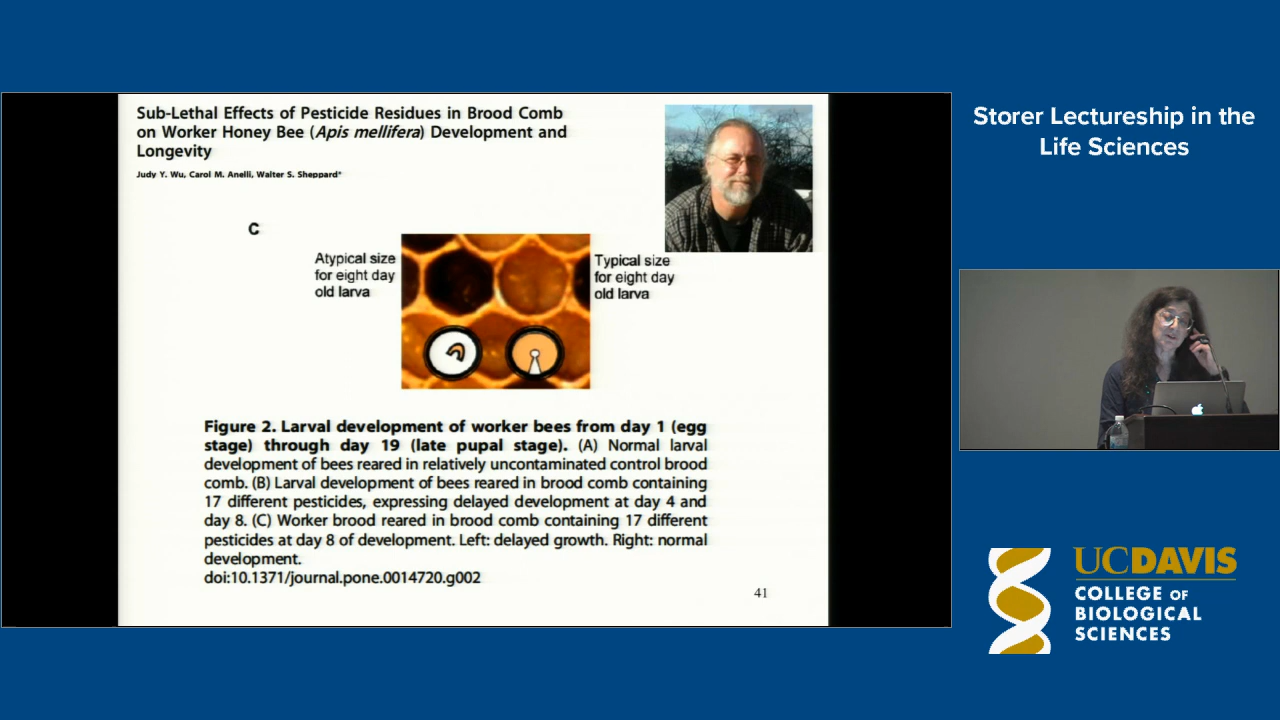 Sub-Lethal Effects of Pesticide Residues in Brood Comb
on Worker Honey Bee (Apis mellifera) Development and
Longevity
Judy Y. Wu, Carol M. Anelli, Walter S. Sheppard*
C
Atypical size
for eight day
old larva
Typical size
for eight day
old larva
Figure 2. Larval development of worker bees from day 1 (egg
stage) through day 19 (late pupal stage). (A) Normal larval
development of bees reared in relatively uncontaminated control brood
comb. (B) Larval development of bees reared in brood comb containing
17 different pesticides, expressing delayed development at day 4 and
day 8. (C) Worker brood reared in brood comb containing 17 different
pesticides at day 8 of development. Left: delayed growth. Right: normal
development.
doi:10.1371/journal.pone.0014720.g002
41
Storer Lectureship in the
Life Sciences
UCDAVIS
COLLEGE OF
BIOLOGICAL
SCIENCES